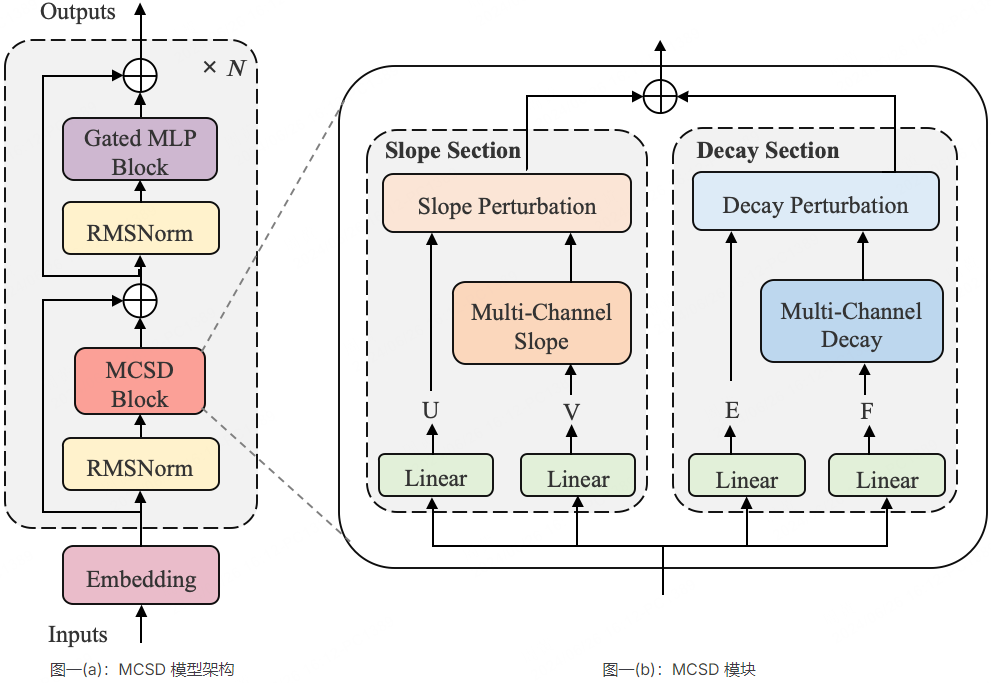 Outputs
× N
Gated MLP
Block
RMSNorm
MCSD
Block
RMSNorm
Embedding
Inputs
图一(a)：MCSD 模型架构
Slope Section
Slope Perturbation
Multi-Channel
Slope
U
V
Linear
Linear
Decay Section
Decay Perturbation
Multi-Channel
Decay
E
F
Linear
Linear
图一(b)：MCSD 模块